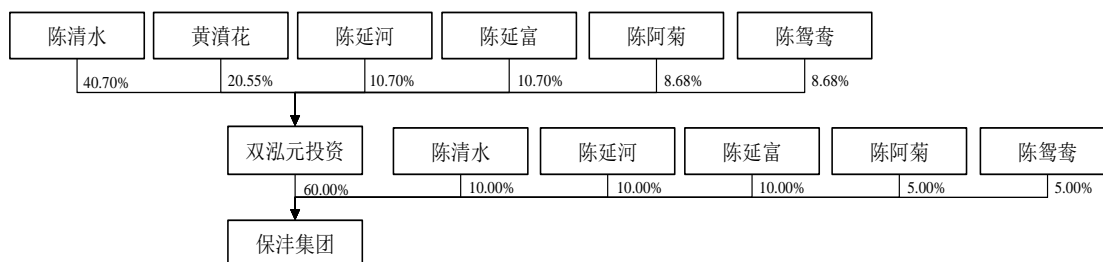 陈清水 黄濆花 陈延河 陈延富 陈阿菊 陈鸳鸯
40.70% 20.55% 10.70% 10.70% 8.68% 8.68%
双泓元投资 陈清水 陈延河 陈延富 陈阿菊 陈鸳鸯
60.00% 10.00% 10.00% 10.00% 5.00% 5.00%
保沣集团